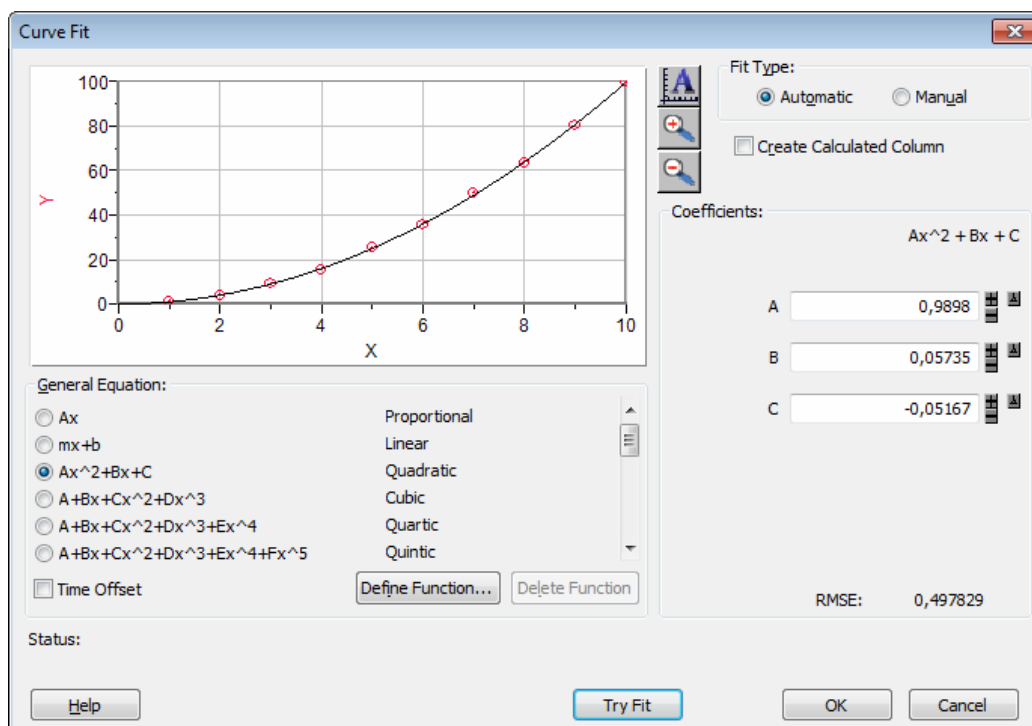 Curve Fit
100
80
60
40
20
0
Y
0 2 4 6 8 10
X
A
Fit Type:
Automatic Manual
Create Calculated Column
Coefficients:
Ax^2 + Bx + C
A 0,9898
B 0,05735
C -0,05167
RMSE: 0,497829
General Equation:
Ax Proportional
mx+b Linear
Ax^2+Bx+C Quadratic
A+Bx+Cx^2+Dx^3 Cubic
A+Bx+Cx^2+Dx^3+Ex^4 Quartic
A+Bx+Cx^2+Dx^3+Ex^4+Fx^5 Quintic
Time Offset Define Function... Delete Function
Status:
Help Try Fit OK Cancel